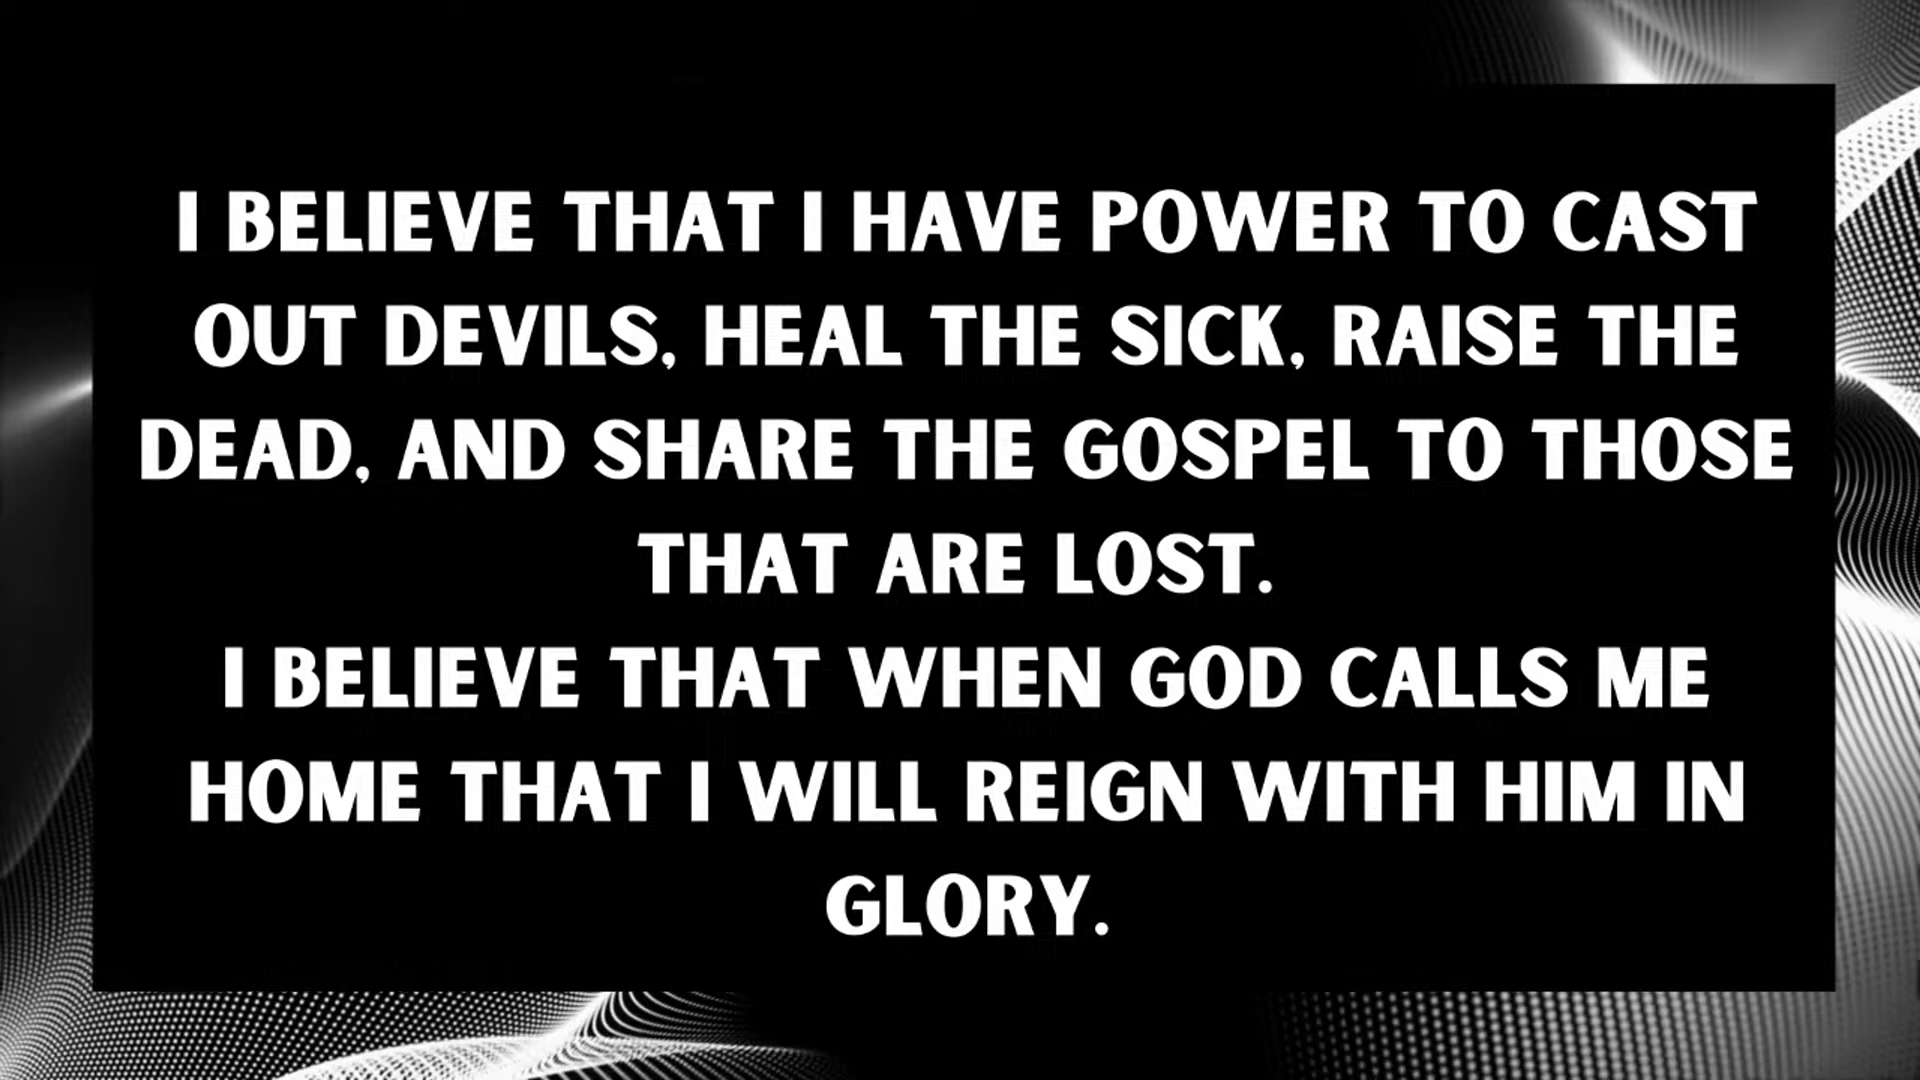 I BELIEVE THAT I HAVE POWER TO CAST
OUT DEVILS, HEAL THE SICK, RAISE THE
DEAD, AND SHARE THE GOSPEL TO THOSE
THAT ARE LOST.
I BELIEVE THAT WHEN GOD CALLS ME
HOME THAT I WILL REIGN WITH HIM IN
GLORY.